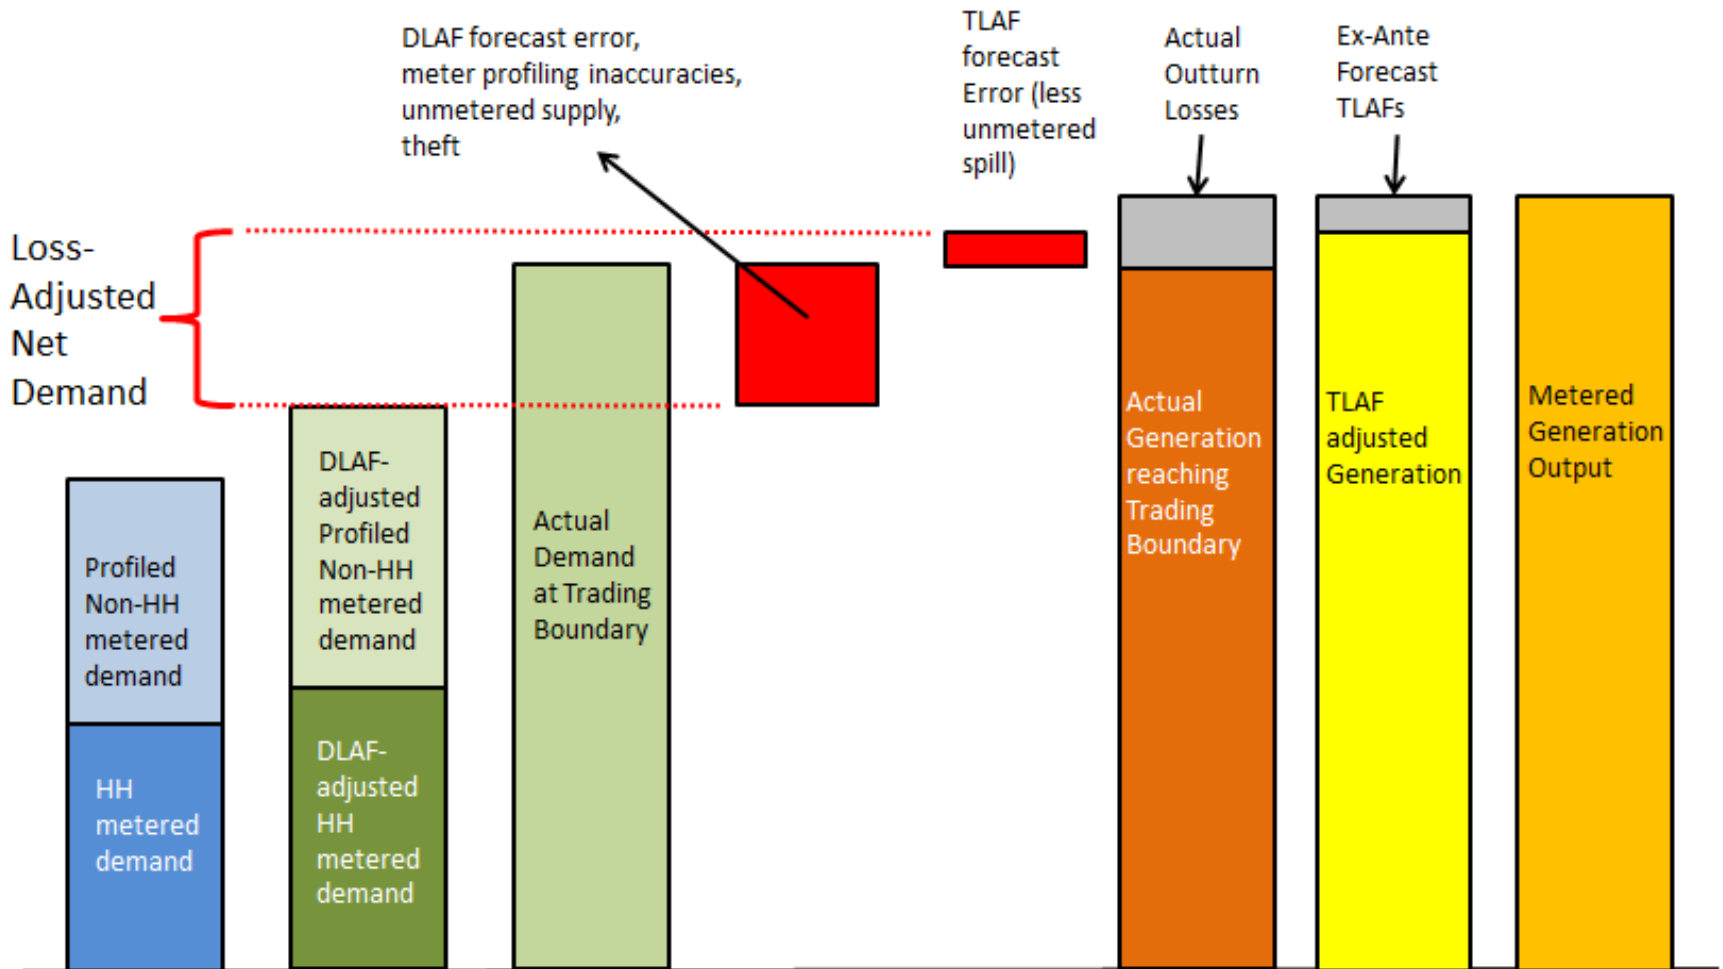 DLAF forecast error,
meter profiling inaccuracies,
unmetered supply,
theft
TLAF
forecast
Error (less
unmetered
spill)
Actual
Outturn
Losses
Ex-Ante
Forecast
TLAFs
Loss-
Adjusted
Net
Demand
Profiled
Non-HH
metered
demand
HH
metered
demand
DLAF-
adjusted
Profiled
Non-HH
metered
demand
DLAF-
adjusted
HH
metered
demand
Actual
Demand
at Trading
Boundary
Actual
Generation
reaching
Trading
Boundary
TLAF
adjusted
Generation
Metered
Generation
Output